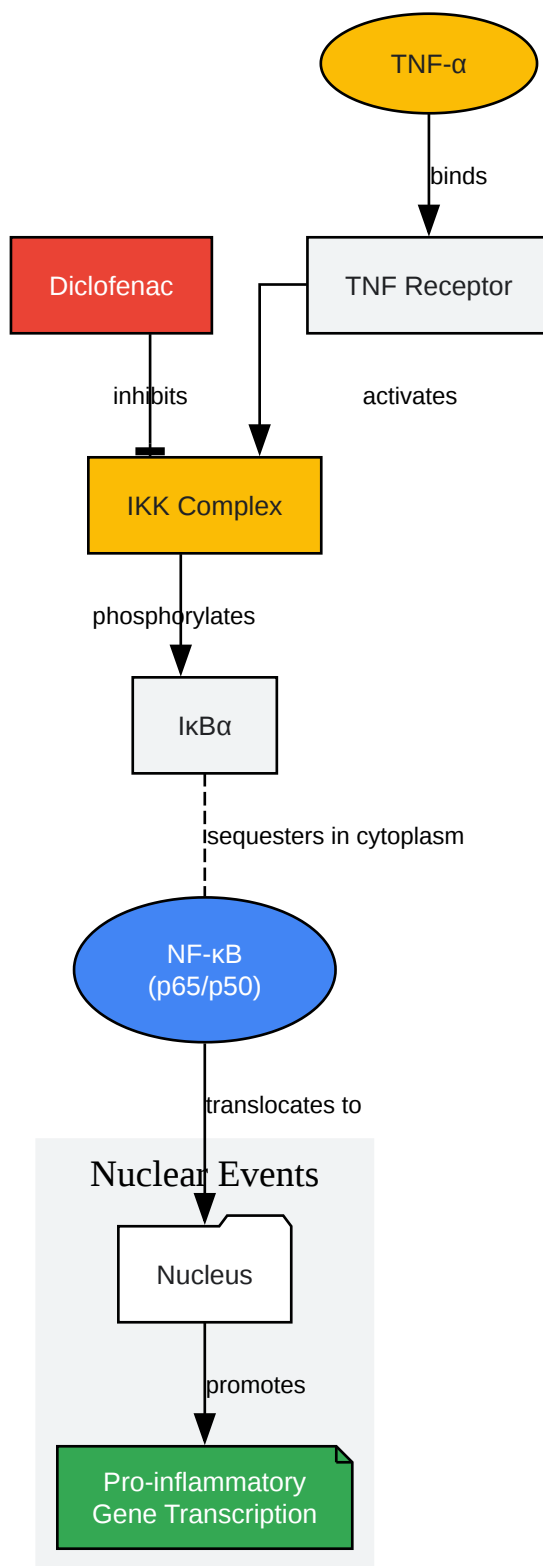 TNF-α
binds
Diclofenac
TNF Receptor
inhibits
activates
IKK Complex
phosphorylates
IκBα
sequesters in cytoplasm
NF-κB
(p65/p50)
translocates to
Nuclear Events
Nucleus
promotes
Pro-inflammatory
Gene Transcription